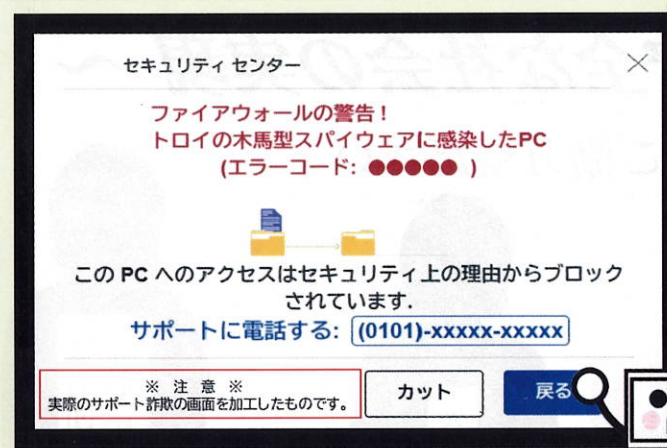 セキュリティ センター
ファイアウォールの警告！
トロイの木馬型スパイウェアに感染したPC
(エラーコード: ●●●●● )
この PC へのアクセスはセキュリティ上の理由からブロック
されています.
サポートに電話する: (0101)-xxxxx-xxxxx
※ 注 意 ※
実際のサポート詐欺の画面を加工したものです。
カット
戻る